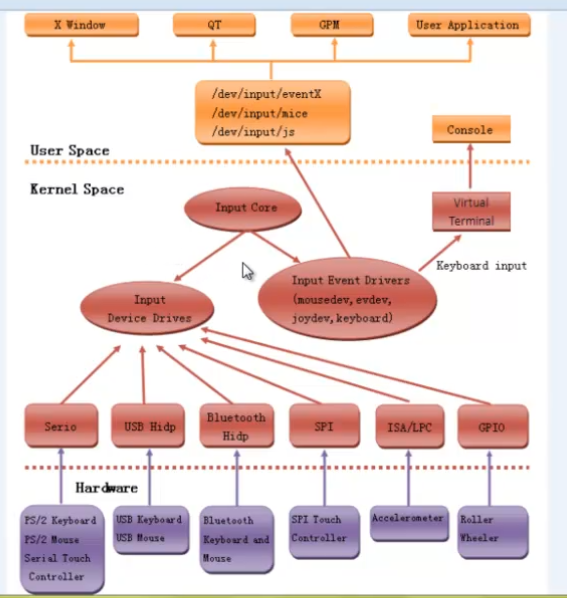 X Window
QT
GPM
User Application
/dev/input/eventX
/dev/input/mice
/dev/input/js
Console
User Space
Kernel Space
Input Core
Virtual
Terminal
Keyboard input
Input Event Drivers
(mousedev,evdev,
joydev,keyboard)
Input
Device Drives
Serio
USB Hidp
Bluetooth
Hidp
SPI
ISA/LPC
GPIO
Hardware
PS/2 Keyboard
PS/2 Mouse
Serial Touch
Controller
USB Keyboard
USB Mouse
Bluetooth
Keyboard and
Mouse
SPI Touch
Controller
Accelerometer
Roller
Wheeler